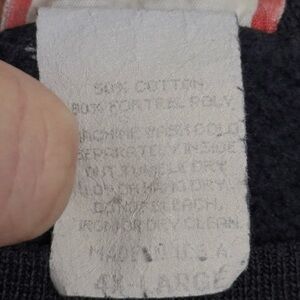 50% COTTON
50% FORTREL POLY.
MACHINE WASH COLD
SEPARATELY INSIDE
OUT. TUMBLE DRY
LOW OR HANG DRY.
DO NOT BLEACH,
IRON OR DRY CLEAN.
MADE IN U.S.A.
4X-LARGE